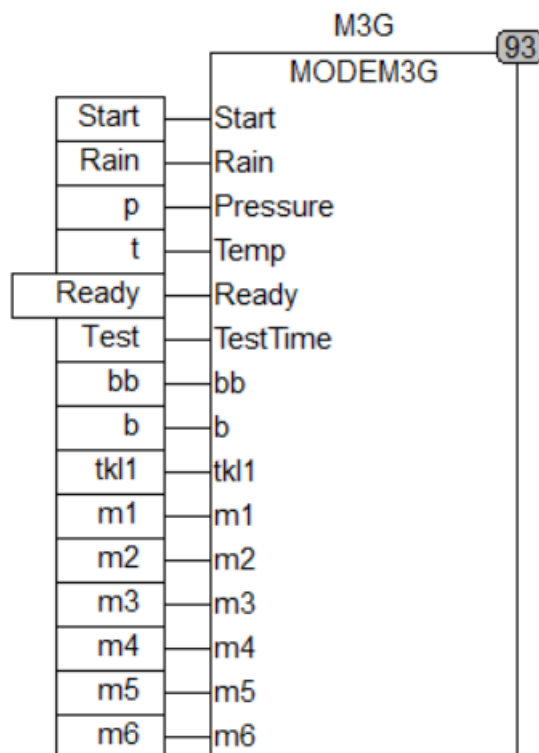 M3G
93
MODEM3G
Start Start
Rain Rain
p Pressure
t Temp
Ready Ready
Test TestTime
bb bb
b b
tkl1 tkl1
m1 m1
m2 m2
m3 m3
m4 m4
m5 m5
m6 m6